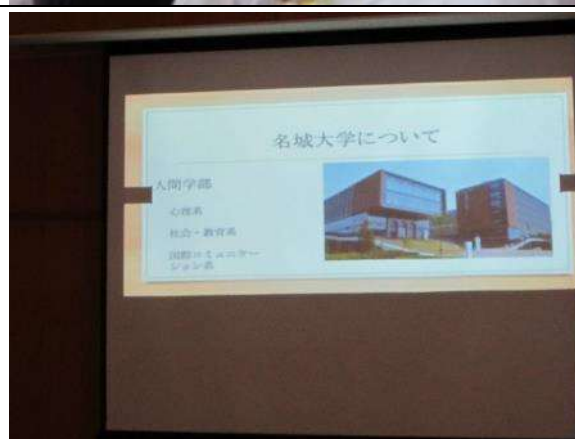 名城大学について
人間学部
心理系
社会・教育系
国際コミュニケー
ション系